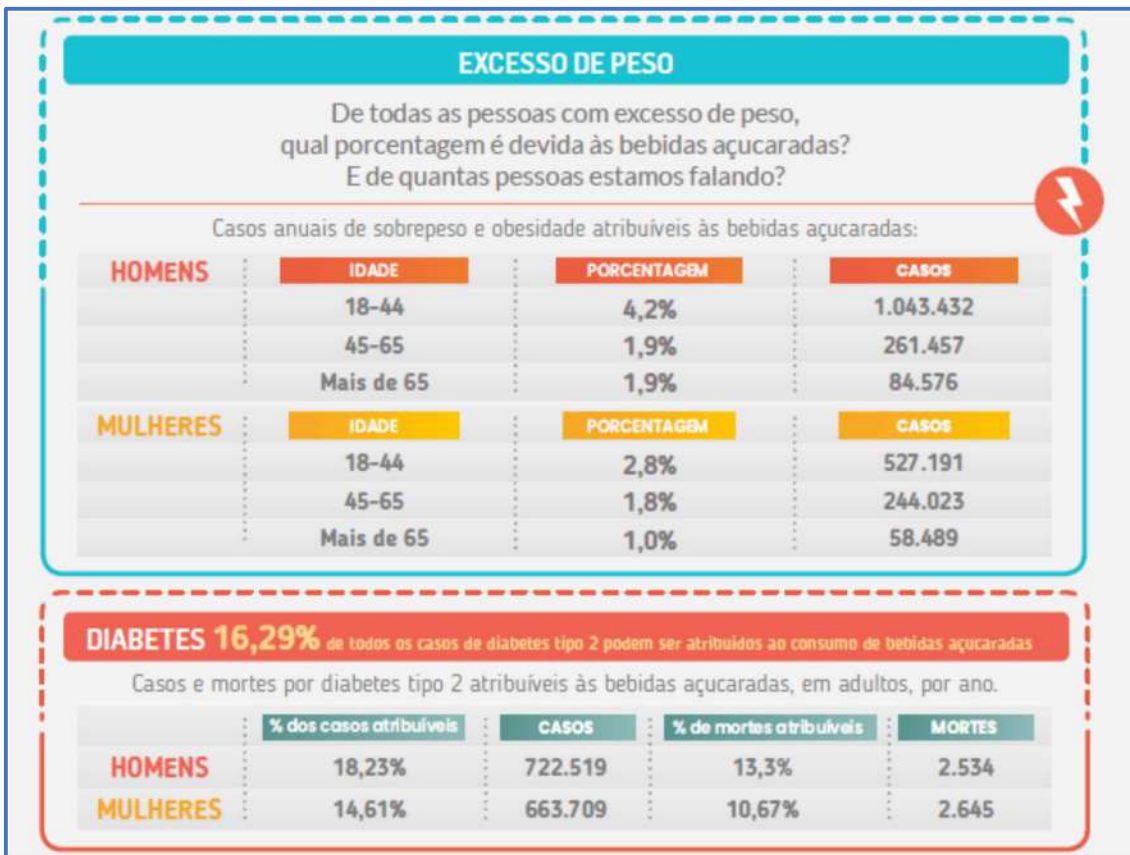 EXCESSO DE PESO
De todas as pessoas com excesso de peso,
qual porcentagem é devida às bebidas açucaradas?
E de quantas pessoas estamos falando?
Casos anuais de sobrepeso e obesidade atribuíveis às bebidas açucaradas:
HOMENS IDADE PORCENTAGEM CASOS
18-44 4,2% 1.043.432
45-65 1,9% 261.457
Mais de 65 1,9% 84.576
MULHERES IDADE PORCENTAGEM CASOS
18-44 2,8% 527.191
45-65 1,8% 244.023
Mais de 65 1,0% 58.489
DIABETES 16,29% de todos os casos de diabetes tipo 2 podem ser atribuidos ao consumo de bebidas açucaradas
Casos e mortes por diabetes tipo 2 atribuíveis às bebidas açucaradas, em adultos, por ano.
% dos casos atribuíveis CASOS % de mortes atribuíveis MORTES
HOMENS 18,23% 722.519 13,3% 2.534
MULHERES 14,61% 663.709 10,67% 2.645